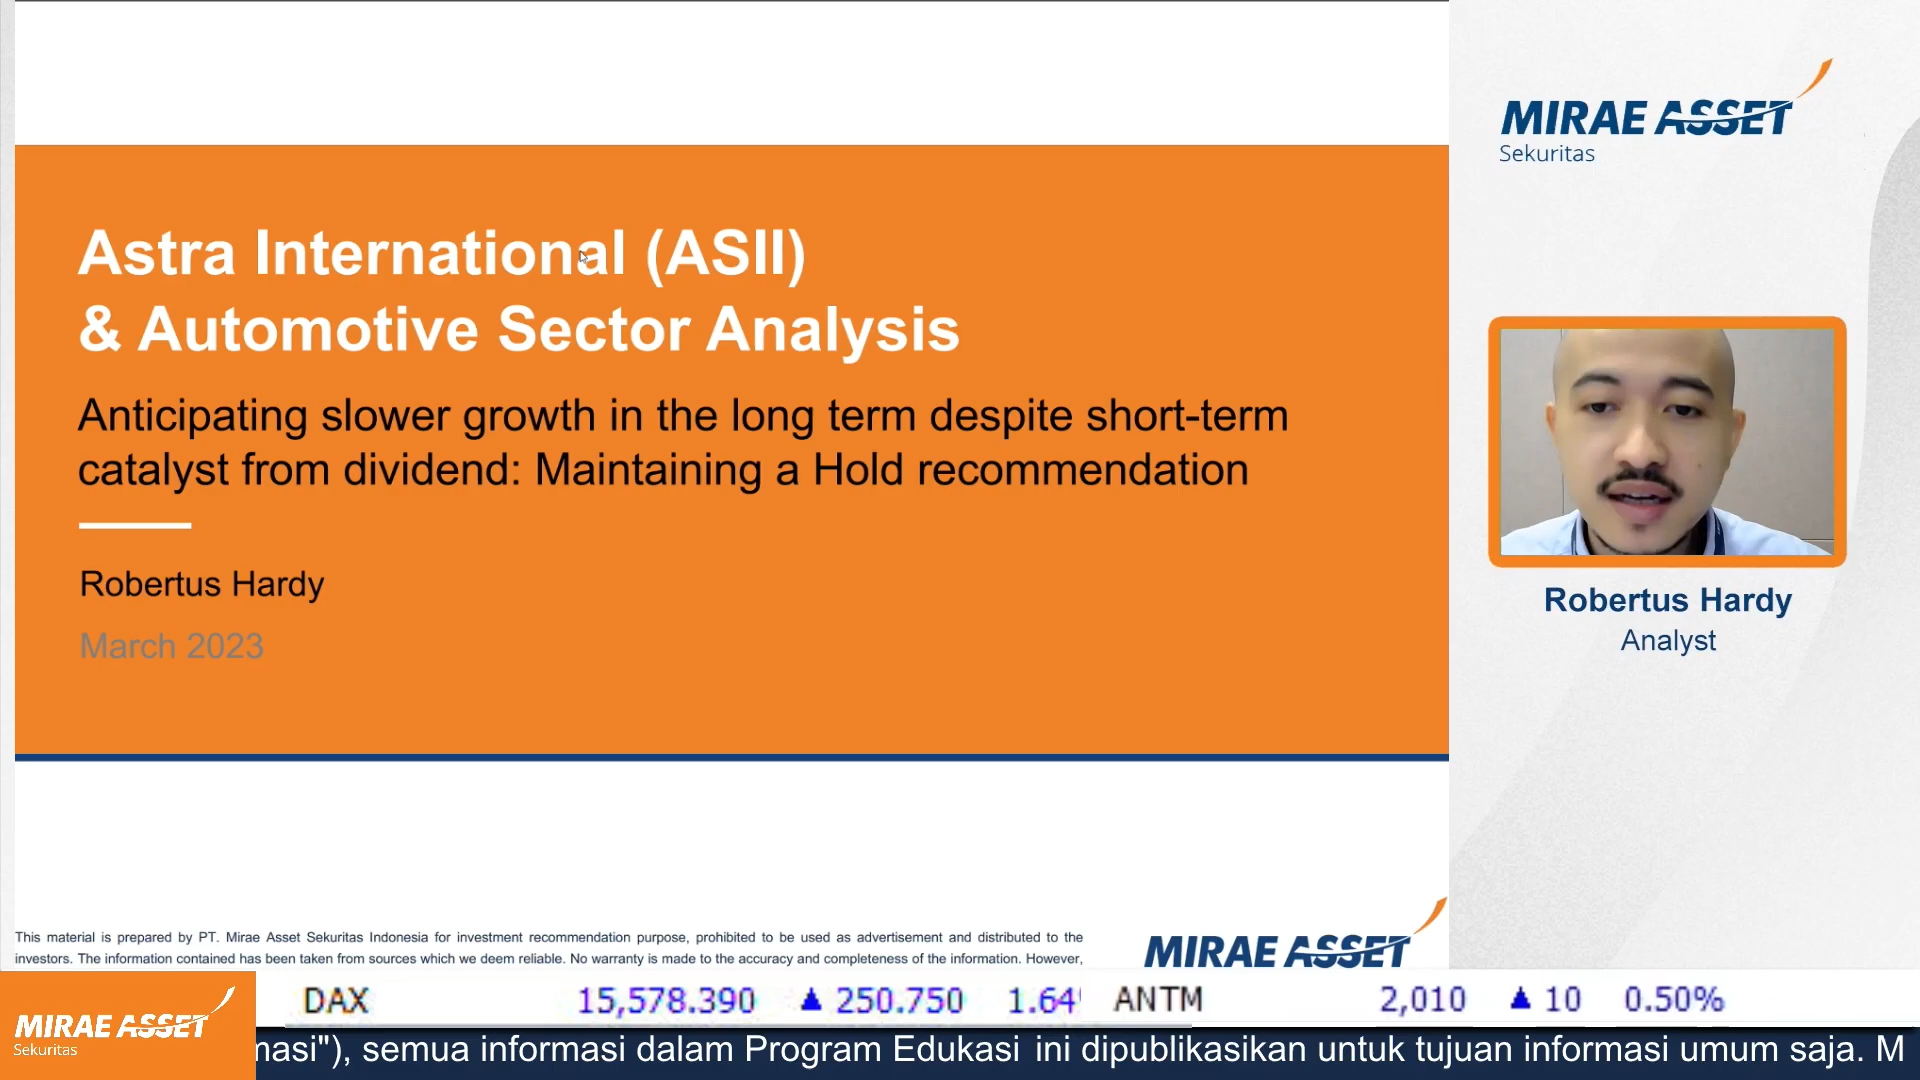 Astra International (ASII)
& Automotive Sector Analysis
Anticipating slower growth in the long term despite short-term
catalyst from dividend: Maintaining a Hold recommendation
Robertus Hardy
March 2023
This material is prepared by PT. Mirae Asset Sekuritas Indonesia for investment recommendation purpose, prohibited to be used as advertisement and distributed to the
investors. The information contained has been taken from sources which we deem reliable. No warranty is made to the accuracy and completeness of the information. However,
MIRAE ASSET
MIRAE ASSET
Sekuritas
Robertus Hardy
Analyst
DAX 15,578.390 ▲ 250.750 1.64 ANTM 2,010 ▲ 10 0.50%
MIRAE ASSET
Sekuritas
masi"), semua informasi dalam Program Edukasi ini dipublikasikan untuk tujuan informasi umum saja. M